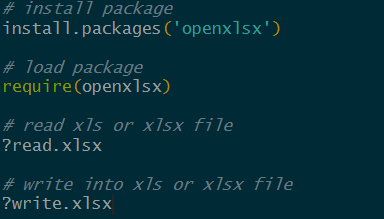 # install package
install.packages('openxlsx')
# load package
require(openxlsx)
# read xls or xlsx file
?read.xlsx
# write into xls or xlsx file
?write.xlsx